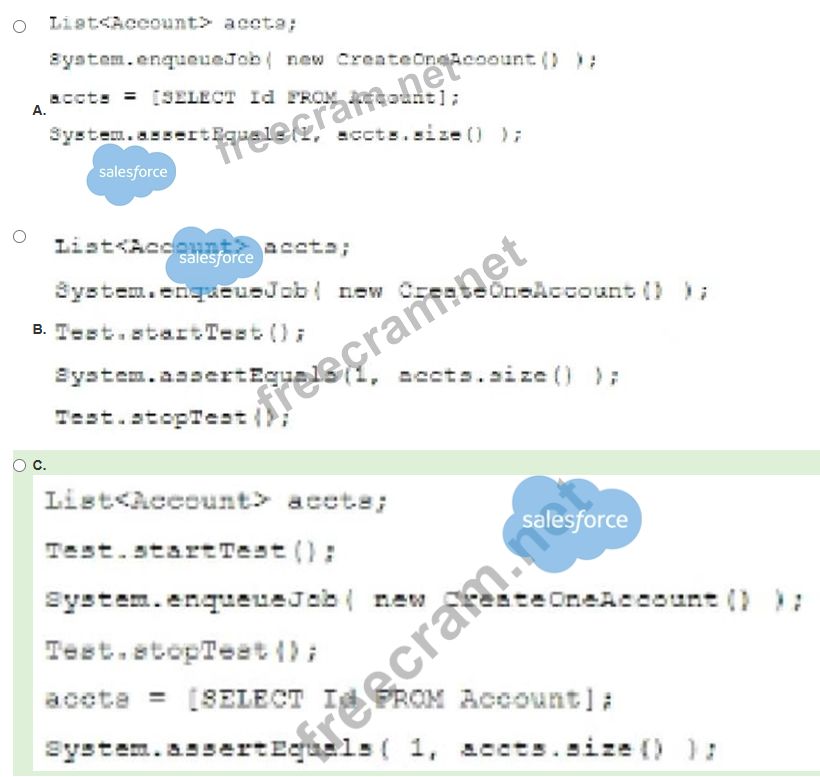 List<Account> accts;
System.enqueueJob( new CreateOneAccount() );
A. accts = [SELECT Id FROM Account];
System.assertEquals(1, accts.size() );
salesforce
freecram.net
List<Account> accts;
salesforce
System.enqueueJob( new CreateOneAccount() );
B. Test.startTest();
System.assertEquals(1, accts.size() );
Test.stopTest();
freecram.net
C.
List<Account> accts;
salesforce
Test.startTest();
System.enqueueJob( new CreateOneAccount() );
Test.stopTest();
accts = [SELECT Id FROM Account];
System.assertEquals( 1, accts.size() );
freecram.net